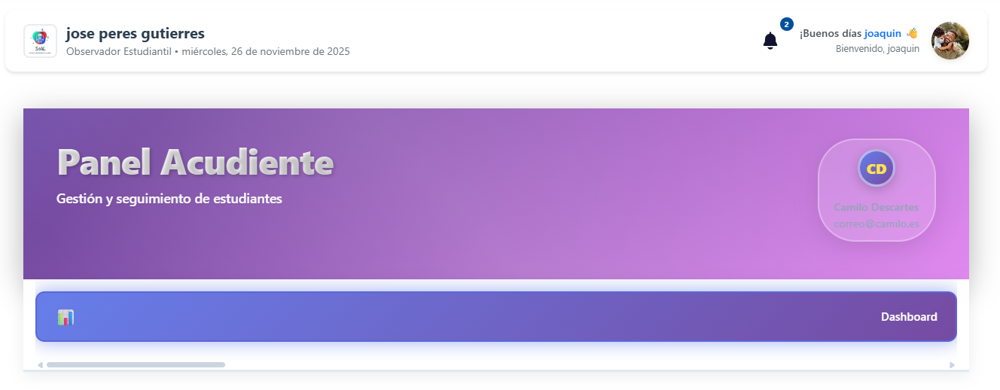 jose peres gutierres
Observador Estudiantil • miércoles, 26 de noviembre de 2025
SOAL
2
¡Buenos días joaquin 👋
Bienvenido, joaquin
Panel Acudiente
Gestión y seguimiento de estudiantes
CD
Camilo Descartes
correo@camilo.es
Dashboard